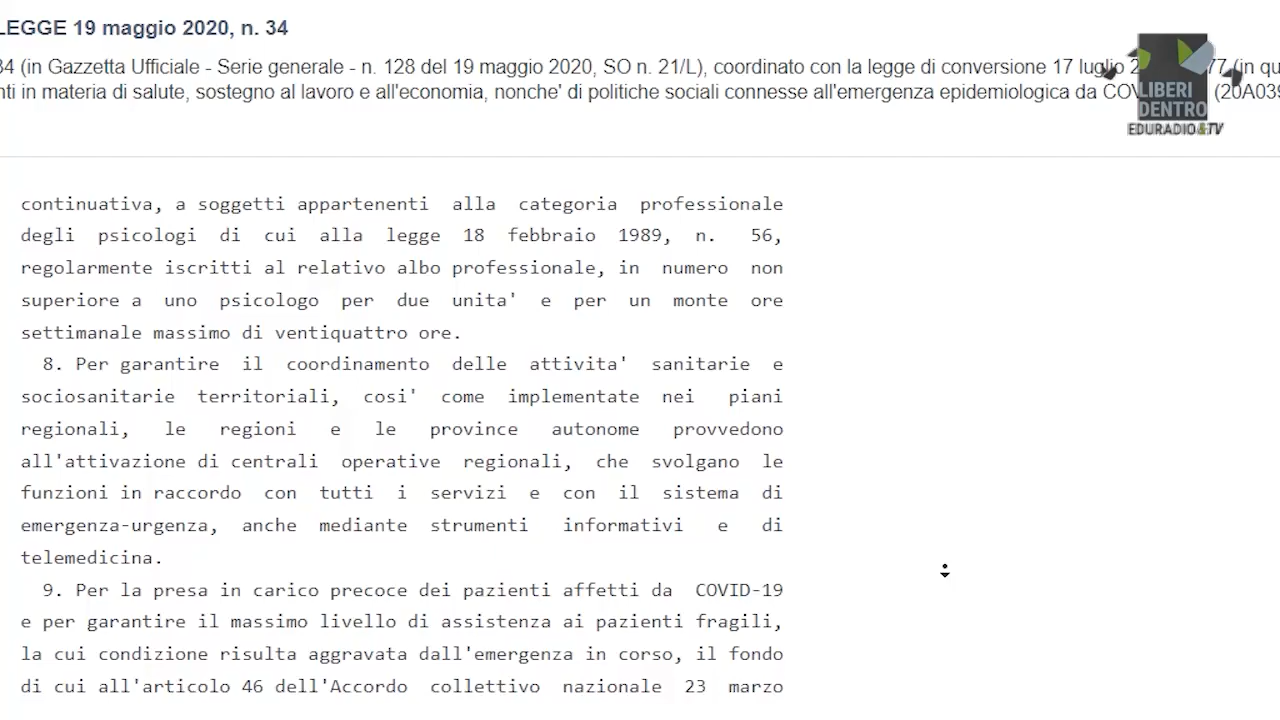 LEGGE 19 maggio 2020, n. 34
34 (in Gazzetta Ufficiale - Serie generale - n. 128 del 19 maggio 2020, SO n. 21/L), coordinato con la legge di conversione 17 luglio 77 (in qu
nti in materia di salute, sostegno al lavoro e all'economia, nonche' di politiche sociali connesse all'emergenza epidemiologica da (20A039
LIBERI
DENTRO
EDURADIO&TV
continuativa, a soggetti appartenenti alla categoria professionale
degli psicologi di cui alla legge 18 febbraio 1989, n. 56,
regolarmente iscritti al relativo albo professionale, in numero non
superiore a uno psicologo per due unita' e per un monte ore
settimanale massimo di ventiquattro ore.
8. Per garantire il coordinamento delle attivita' sanitarie e
sociosanitarie territoriali, cosi' come implementate nei piani
regionali, le regioni e le province autonome provvedono
all'attivazione di centrali operative regionali, che svolgano le
funzioni in raccordo con tutti i servizi e con il sistema di
emergenza-urgenza, anche mediante strumenti informativi e di
telemedicina.
9. Per la presa in carico precoce dei pazienti affetti da COVID-19
e per garantire il massimo livello di assistenza ai pazienti fragili,
la cui condizione risulta aggravata dall'emergenza in corso, il fondo
di cui all'articolo 46 dell'Accordo collettivo nazionale 23 marzo